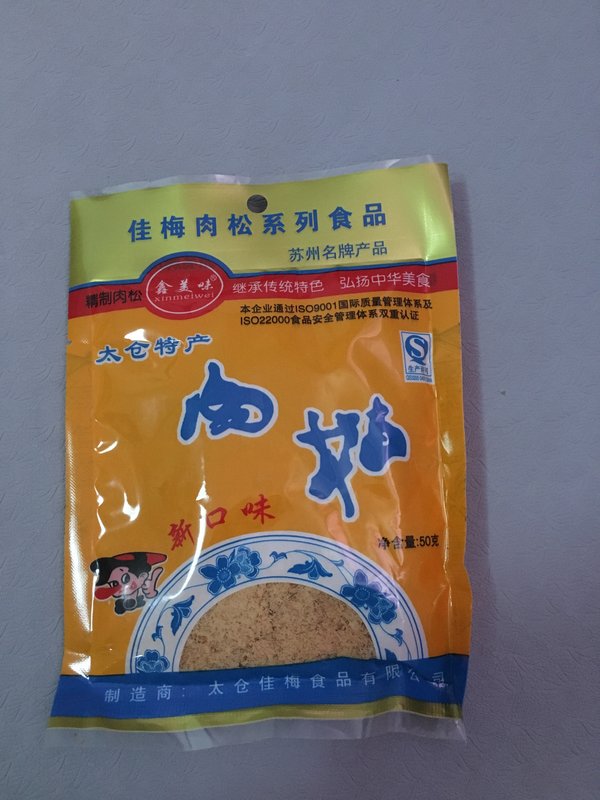 佳梅肉松系列食品
苏州名牌产品
精制肉松
鑫美味®
xinmeiwei
继承传统特色 弘扬中华美食
本企业通过ISO9001国际质量管理体系及
ISO22000食品安全管理体系双重认证
太仓特产
生产许可
肉松
新口味
净含量:50克
制造商: 太仓佳梅食品有限公司